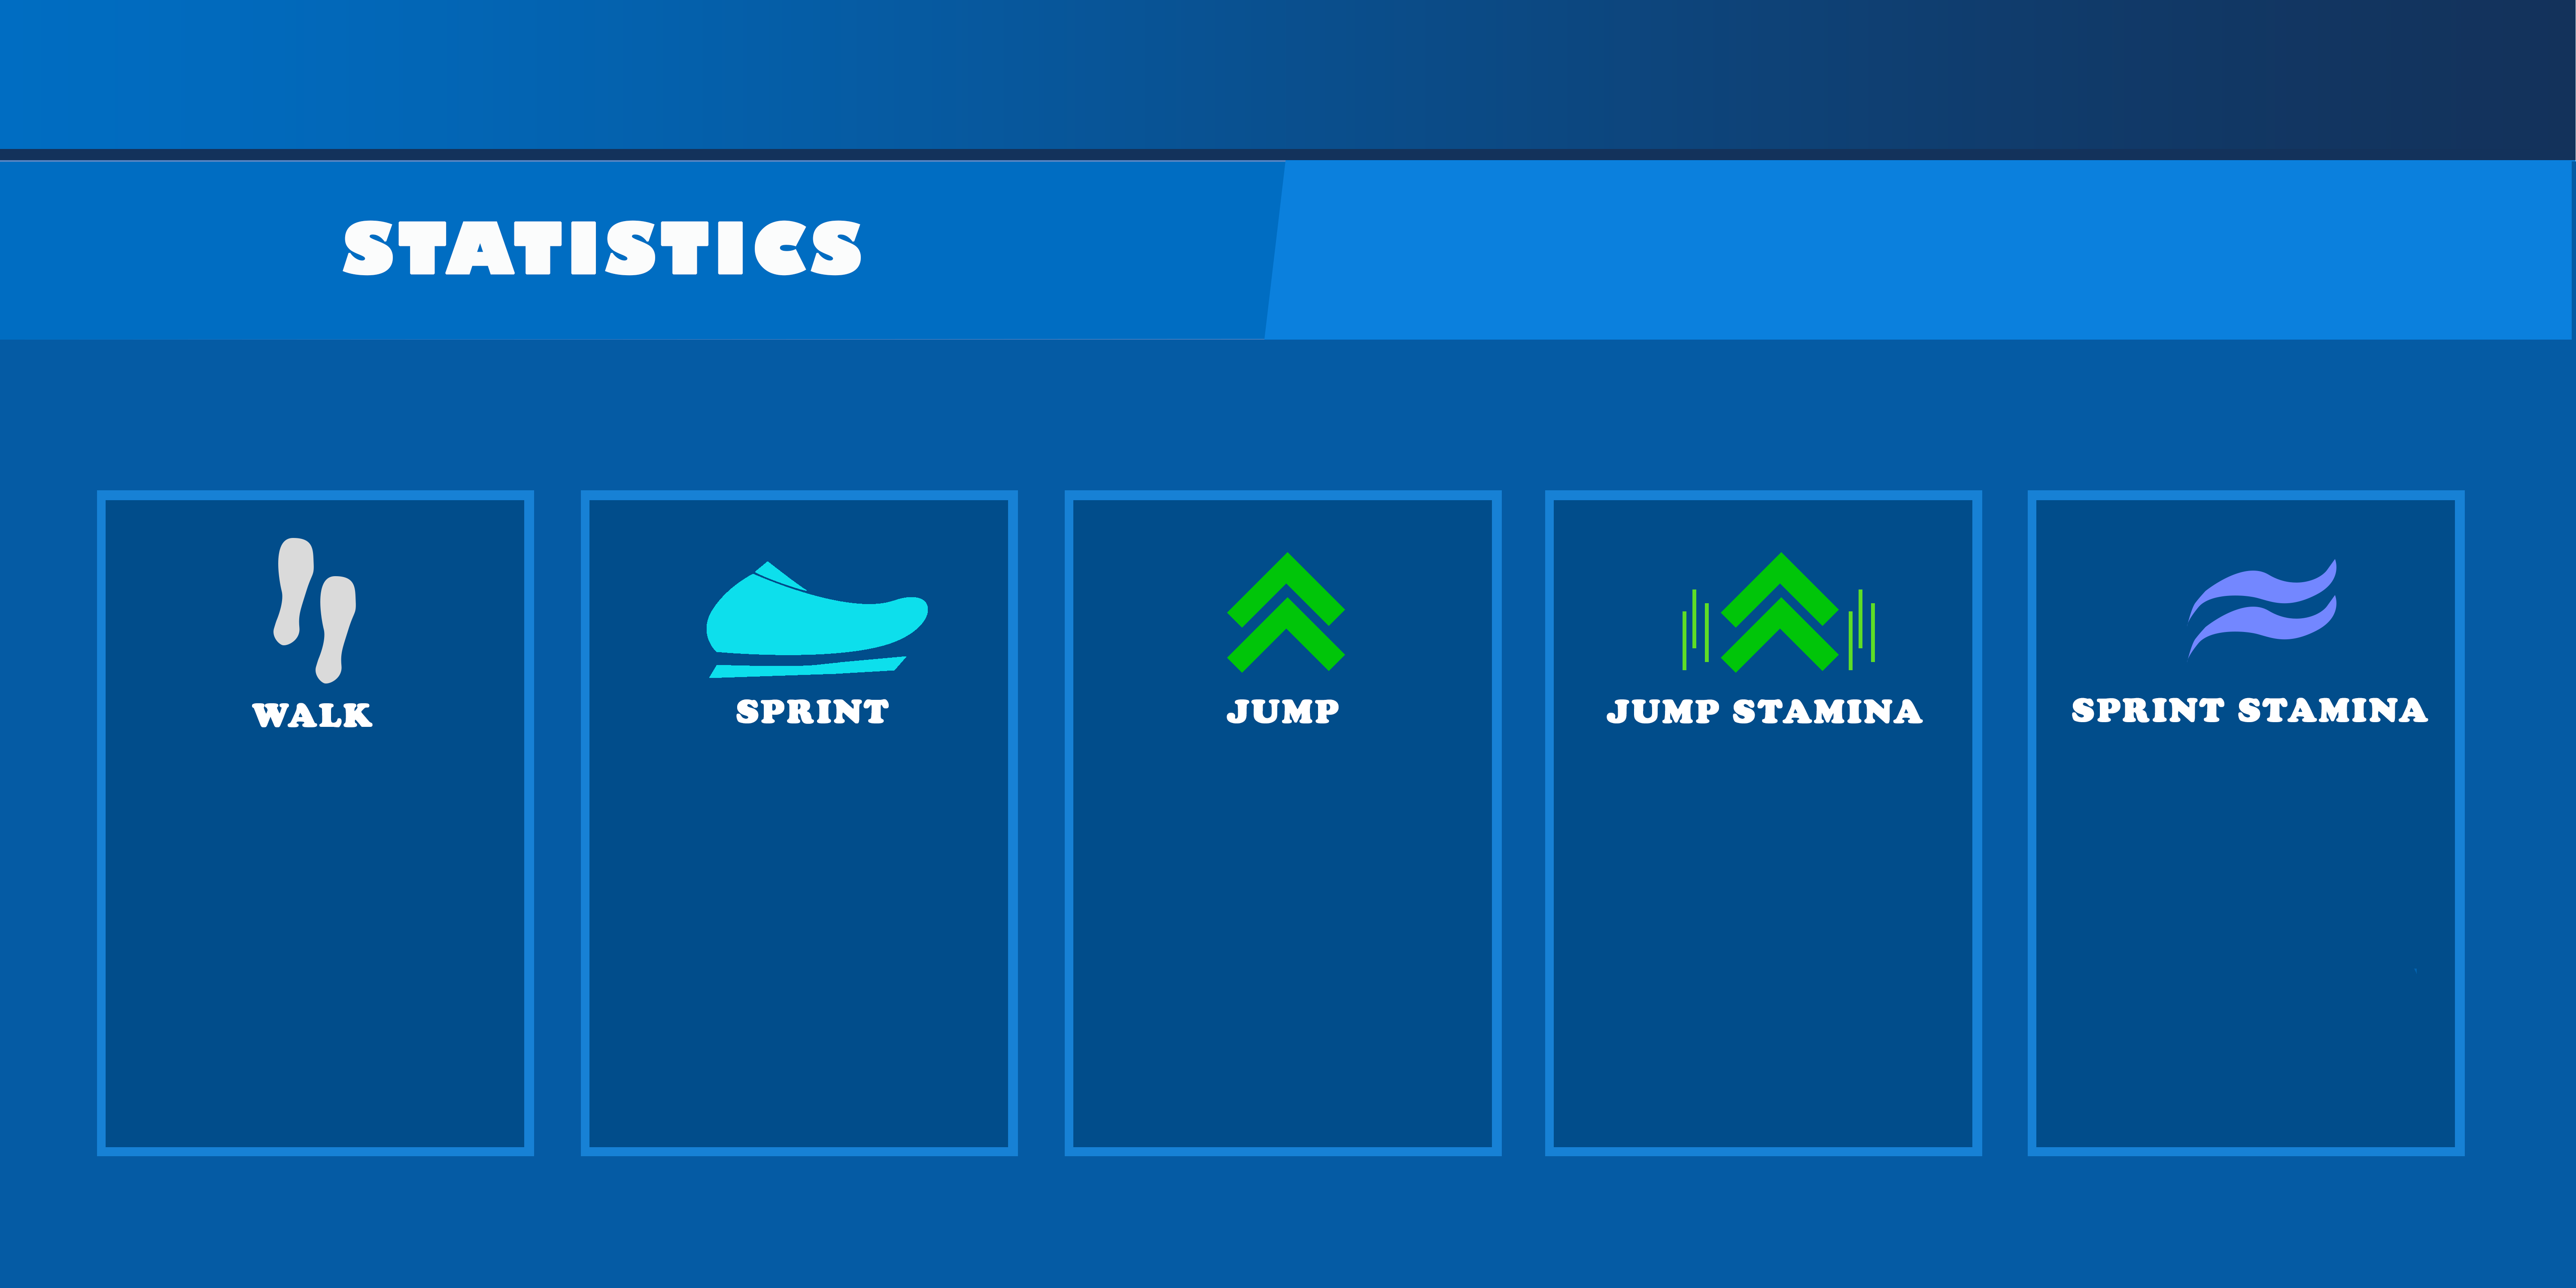 STATISTICS
WALK
SPRINT
JUMP
JUMP STAMINA
SPRINT STAMINA